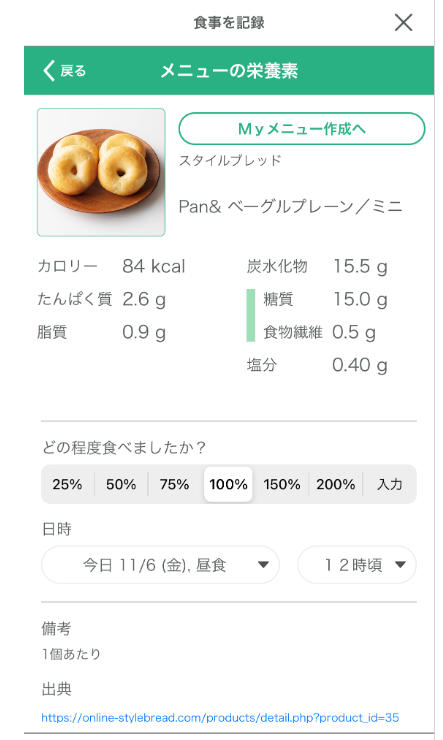 食事を記録
戻る
メニューの栄養素
Myメニュー作成へ
スタイルブレッド
Pan& ベーグルプレーン／ミニ
カロリー 84 kcal
たんぱく質 2.6 g
脂質 0.9 g
炭水化物 15.5 g
糖質 15.0 g
食物繊維 0.5 g
塩分 0.40 g
どの程度食べましたか？
25% 50% 75% 100% 150% 200% 入力
日時
今日 11/6 (金), 昼食 １２時頃
備考
1個あたり
出典
https://online-stylebread.com/products/detail.php?product_id=35